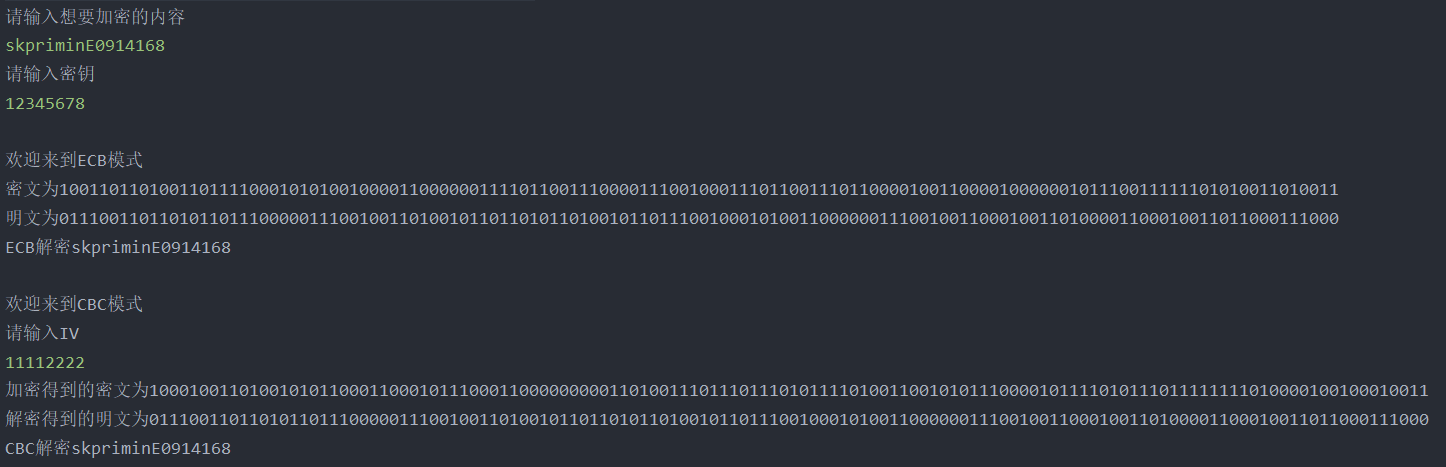 请输入想要加密的内容
skpriminE0914168
请输入密钥
12345678
欢迎来到ECB模式
密文为10011011010011011110001010100100001100000011110110011100001110010001110110011101100001001100001000000101110011111101010011010011
明文为01110011011010110111000001110010011010010110110101101001011011100100010100110000001110010011000100110100001100010011011000111000
ECB解密skpriminE0914168
欢迎来到CBC模式
请输入IV
11112222
加密得到的密文为10001001101001010110001100010111000110000000001101001110111011101011110100110010101110000101111010111011111111010000100100010011
解密得到的明文为01110011011010110111000001110010011010010110110101101001011011100100010100110000001110010011000100110100001100010011011000111000
CBC解密skpriminE0914168